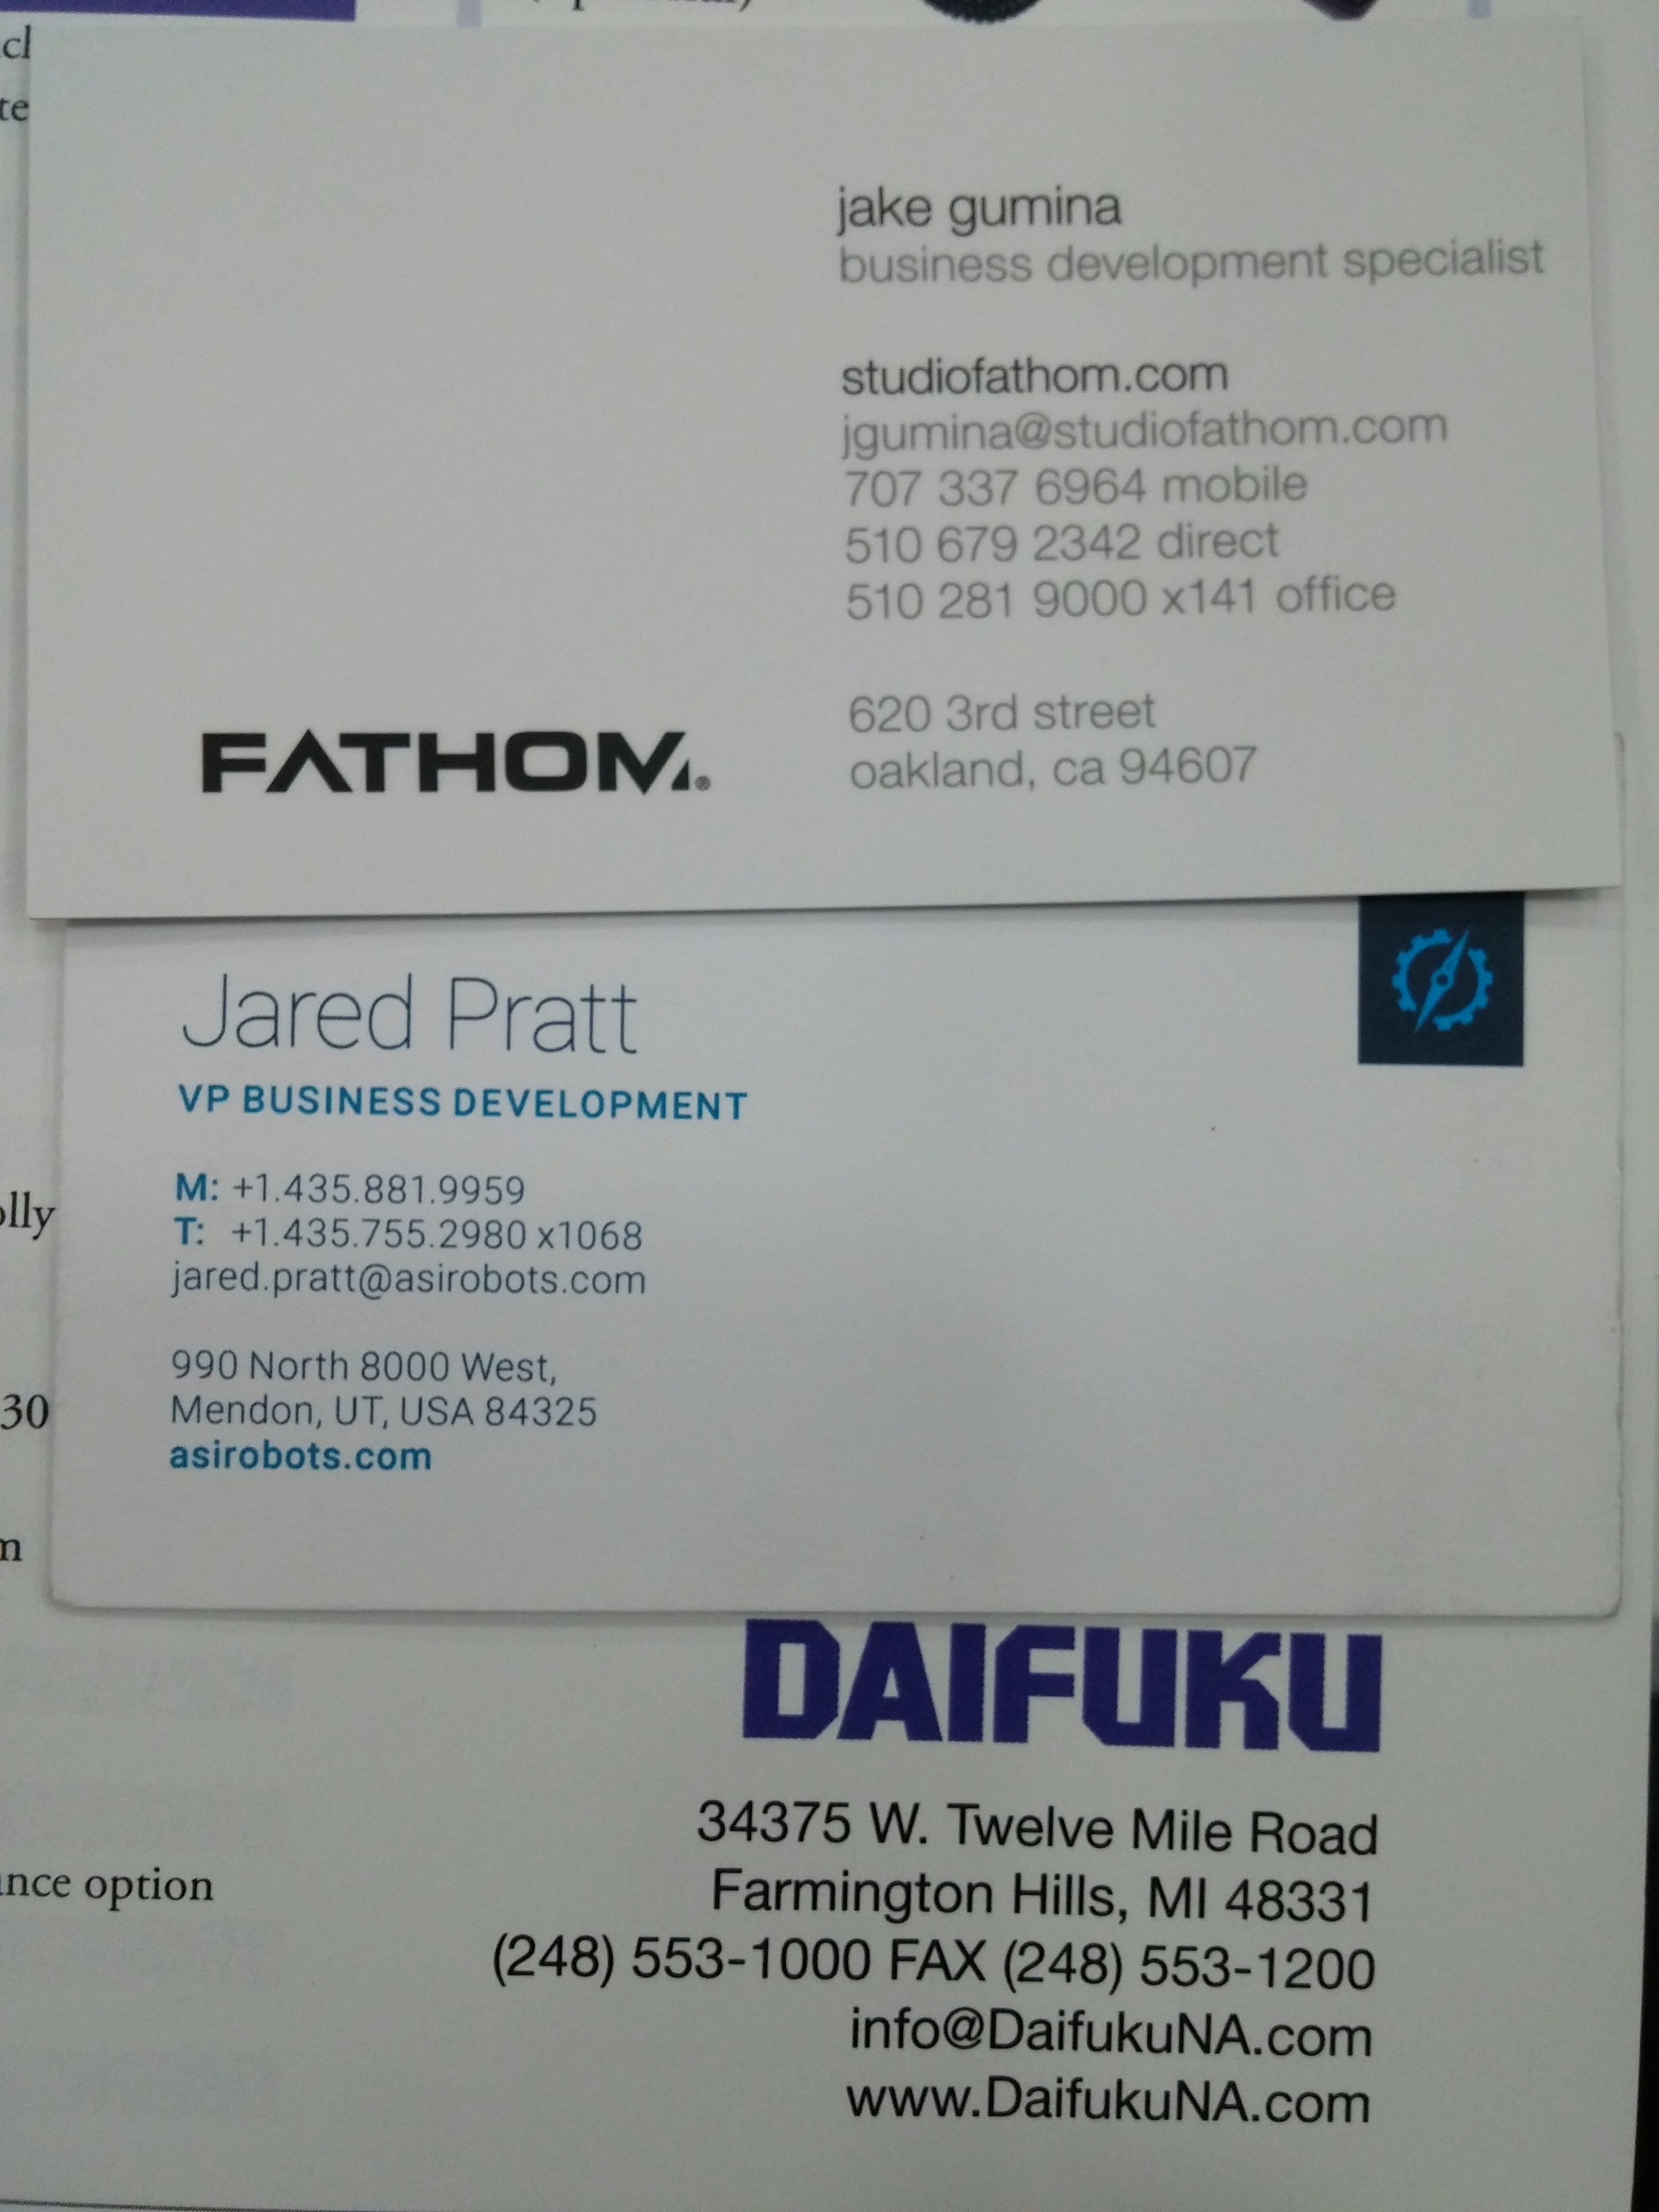 jake gumina
business development specialist
studiofathom.com
jgumina@studiofathom.com
707 337 6964 mobile
510 679 2342 direct
510 281 9000 x141 office
620 3rd street
oakland, ca 94607
FATHOM®
Jared Pratt
VP BUSINESS DEVELOPMENT
M: +1.435.881.9959
T: +1.435.755.2980 x1068
jared.pratt@asirobots.com
990 North 8000 West,
Mendon, UT, USA 84325
asirobots.com
30
option
DAIFUKU
34375 W. Twelve Mile Road
Farmington Hills, MI 48331
(248) 553-1000 FAX (248) 553-1200
info@DaifukuNA.com
www.DaifukuNA.com